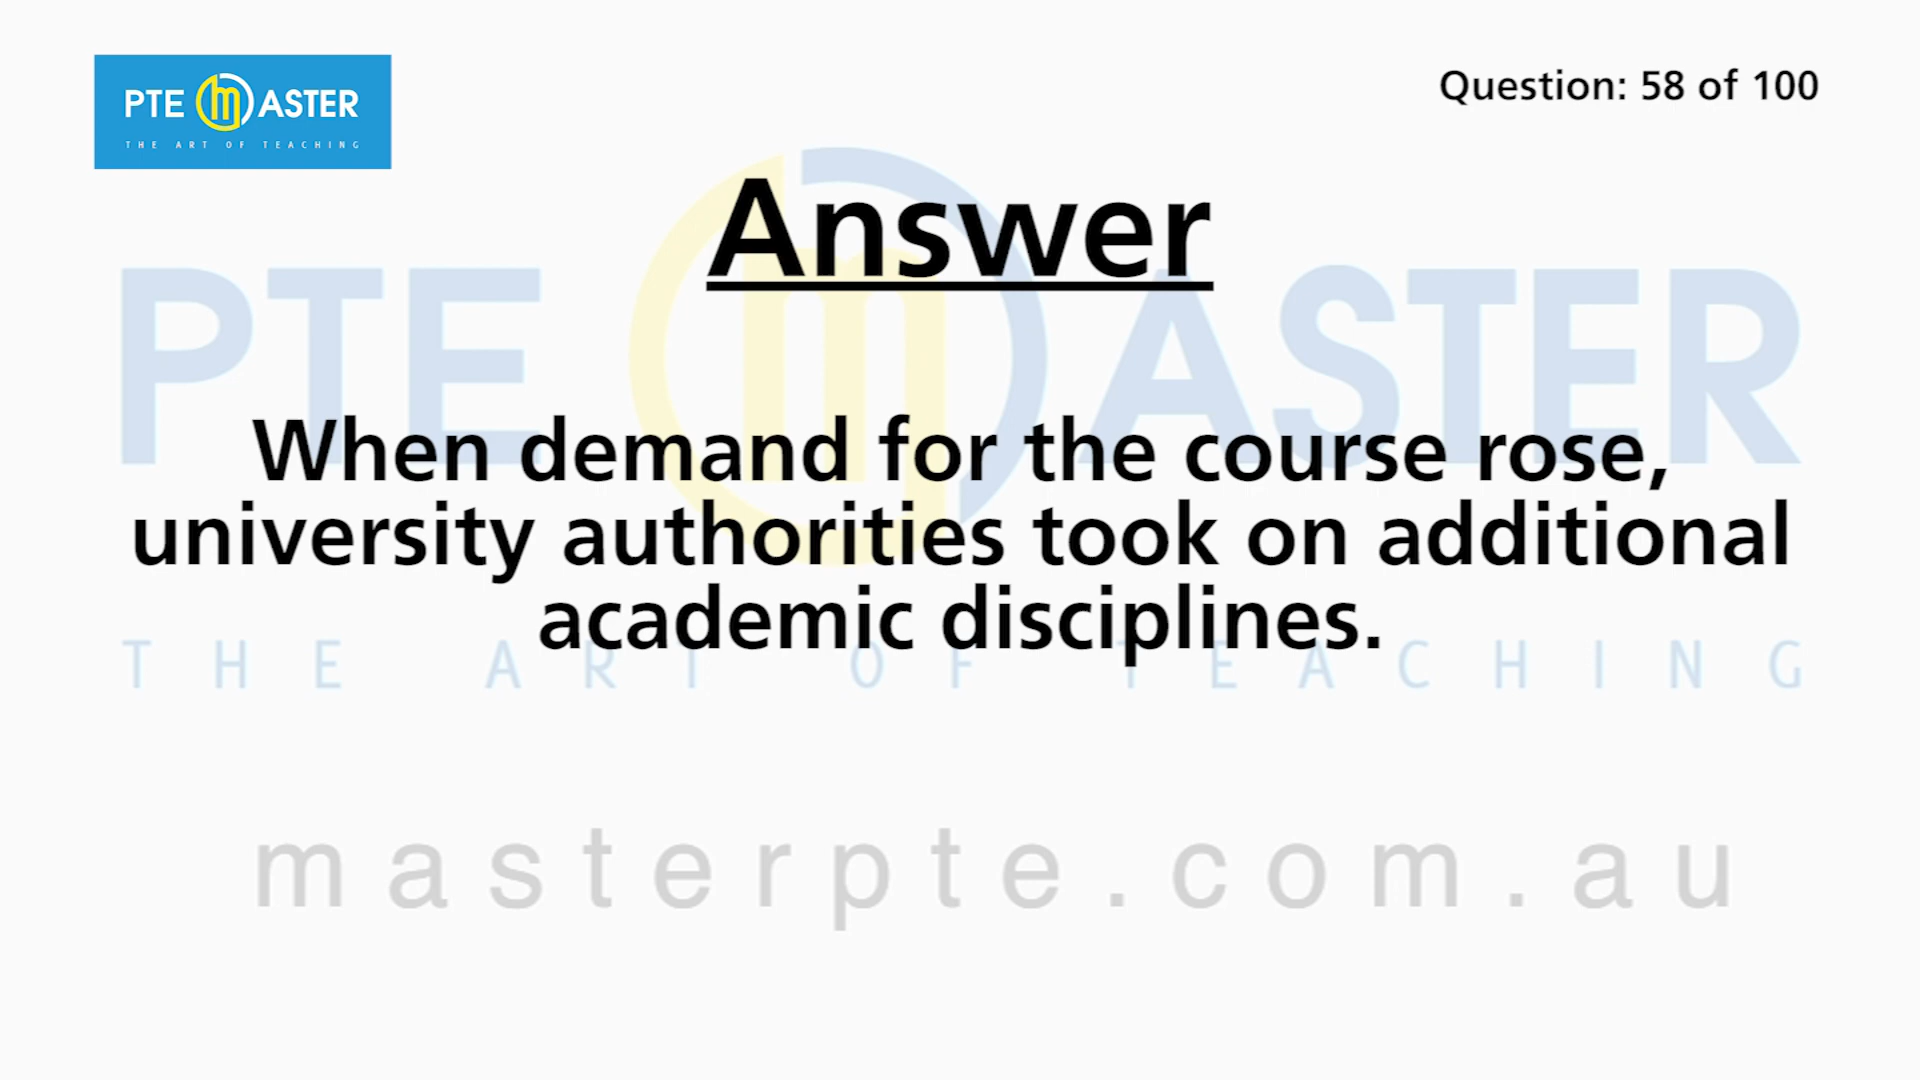 PTE MASTER
THE ART OF TEACHING
Question: 58 of 100
Answer
PTE MASTER
When demand for the course rose,
university authorities took on additional
academic disciplines.
THE ART OF TEACHING
masterpte.com.au